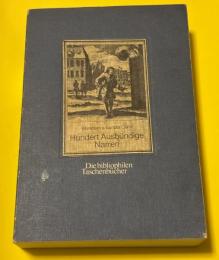 Hundert Ausbündige
Narren
Die bibliophilen
Taschenbücher